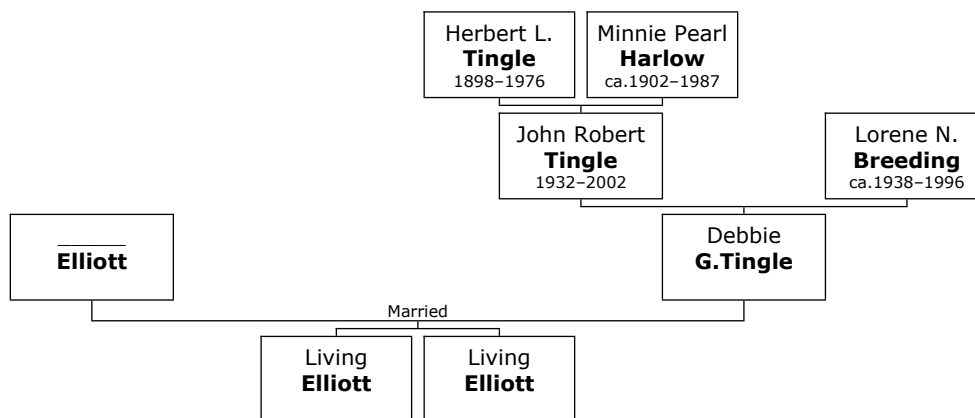 Herbert L.
Tingle
1898–1976
Minnie Pearl
Harlow
ca.1902–1987
John Robert
Tingle
1932–2002
Lorene N.
Breeding
ca.1938–1996
______
Elliott
Debbie
G.Tingle
Married
Living
Elliott
Living
Elliott